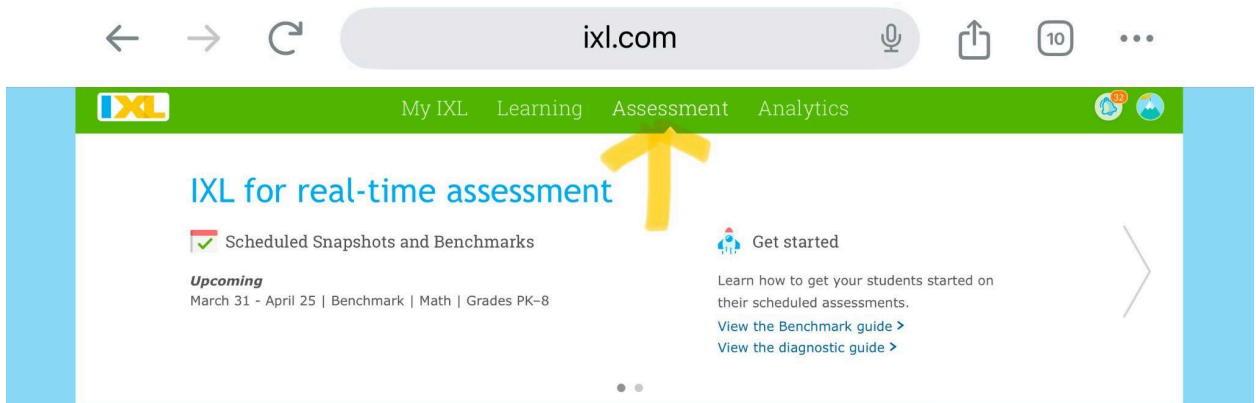 ixl.com
10
IXL
My IXL Learning Assessment Analytics
32
IXL for real-time assessment
Scheduled Snapshots and Benchmarks
Upcoming
March 31 - April 25 | Benchmark | Math | Grades PK–8
Get started
Learn how to get your students started on
their scheduled assessments.
View the Benchmark guide >
View the diagnostic guide >